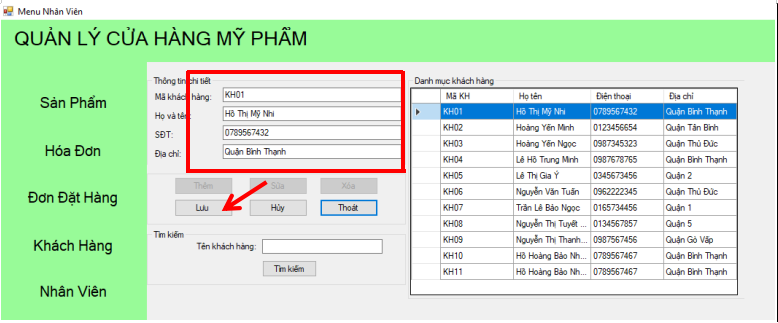 Menu Nhân Viên
QUẢN LÝ CỬA HÀNG MỸ PHẨM
Sản Phẩm
Hóa Đơn
Đơn Đặt Hàng
Khách Hàng
Nhân Viên
Thông tin chi tiết
Mã khách hàng: KH01
Họ và tên: Hồ Thị Mỹ Nhi
SĐT: 0789567432
Địa chỉ: Quận Bình Thạnh
Thêm Sửa Xóa
Lưu Hủy Thoát
Tìm kiếm
Tên khách hàng:
Tìm kiếm
Danh mục khách hàng
Mã KH Họ tên Điện thoại Địa chỉ
KH01 Hồ Thị Mỹ Nhi 0789567432 Quận Bình Thạnh
KH02 Hoàng Yến Minh 0123456654 Quận Tân Bình
KH03 Hoàng Yến Ngọc 0987345323 Quận Thủ Đức
KH04 Lê Hồ Trung Minh 0987678765 Quận Bình Thạnh
KH05 Lê Thị Gia Ý 0345673456 Quận 2
KH06 Nguyễn Văn Tuấn 0962222345 Quận Thủ Đức
KH07 Trần Lê Bảo Ngọc 0165734456 Quận 1
KH08 Nguyễn Thị Tuyết ... 0134567857 Quận 5
KH09 Nguyễn Thị Thanh... 0987567456 Quận Gò Vấp
KH10 Hồ Hoàng Bảo Nh... 0789567467 Quận Bình Thạnh
KH11 Hồ Hoàng Bảo Nh... 0789567467 Quận Bình Thạnh